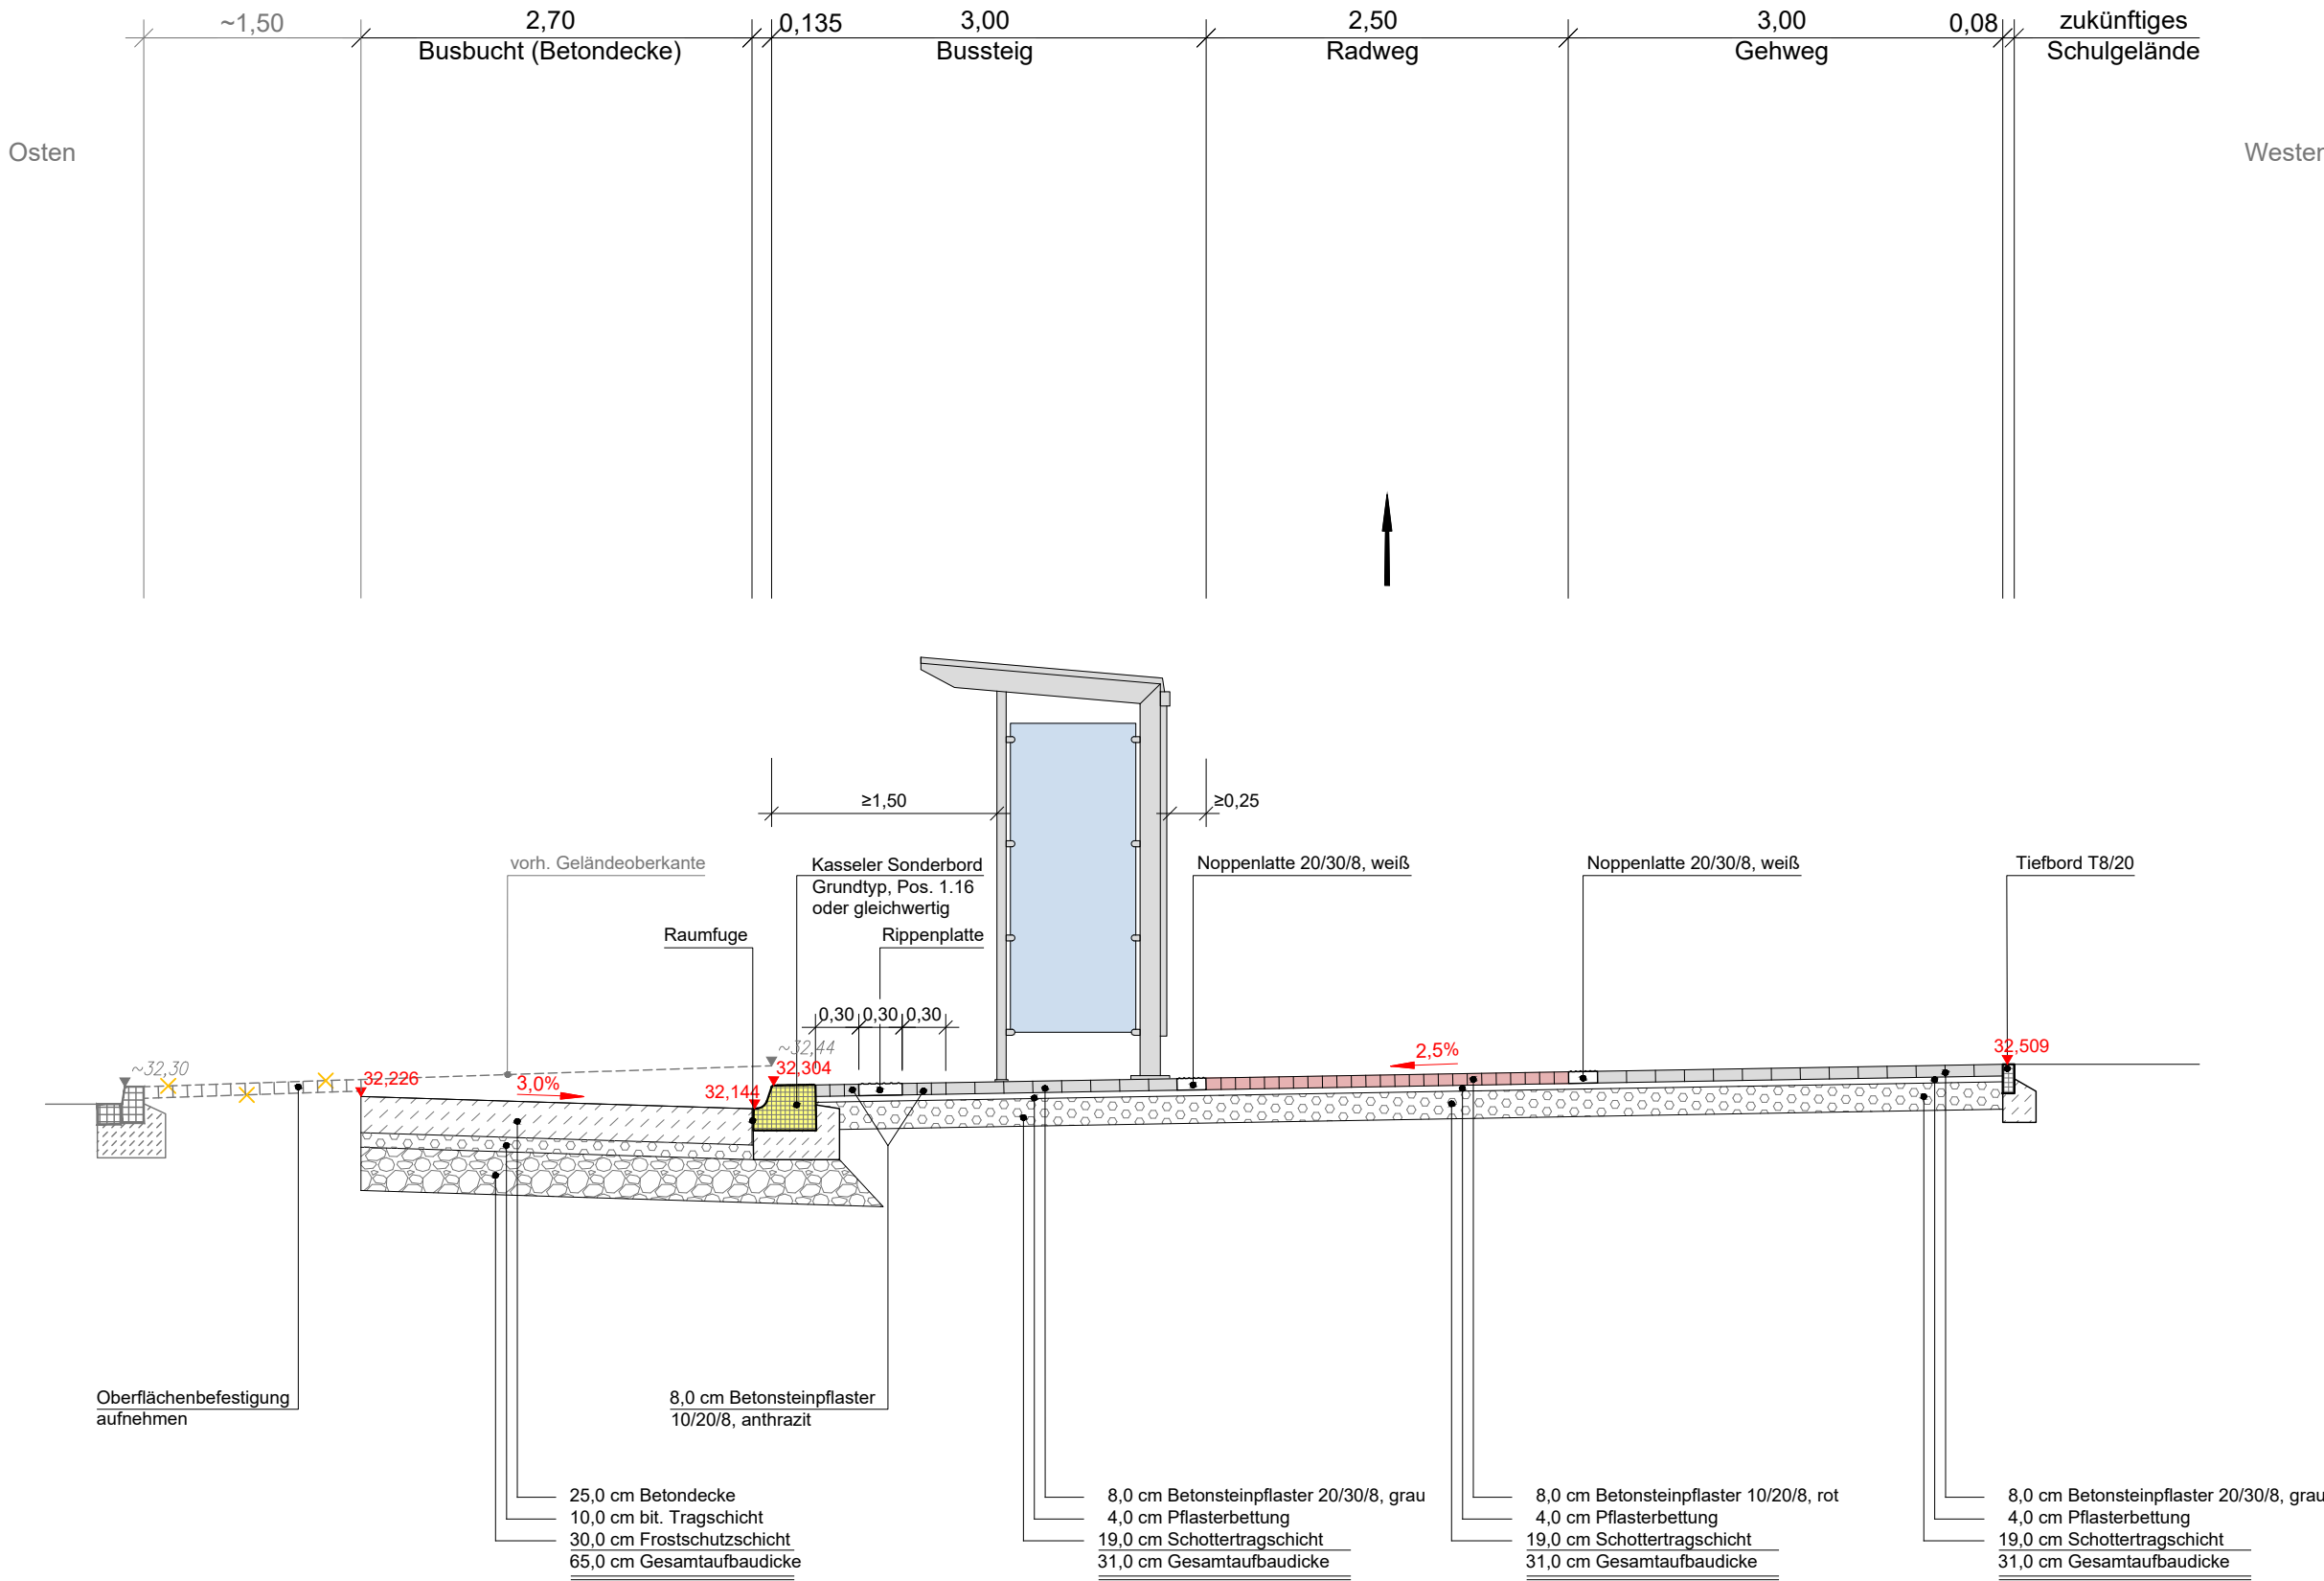 ~1,50
2,70
0,135
3,00
2,50
3,00
0,08
zukünftiges
Busbucht (Betondecke)
Bussteig
Radweg
Gehweg
Schulgelände
Osten
Wester
≥1,50
≥0,25
vorh. Geländeoberkante
Kasseler Sonderbord
Grundtyp, Pos. 1.16
oder gleichwertig
Noppenlatte 20/30/8, weiß
Noppenlatte 20/30/8, weiß
Tiefbord T8/20
Raumfuge
Rippenplatte
0,30
0,30
0,30
~32,30
~32,44
32,226
3,0%
32,144
32,304
2,5%
32,509
Oberflächenbefestigung
aufnehmen
8,0 cm Betonsteinpflaster
10/20/8, anthrazit
25,0 cm Betondecke
10,0 cm bit. Tragschicht
30,0 cm Frostschutzschicht
65,0 cm Gesamtaufbaudicke
8,0 cm Betonsteinpflaster 20/30/8, grau
4,0 cm Pflasterbettung
19,0 cm Schottertragschicht
31,0 cm Gesamtaufbaudicke
8,0 cm Betonsteinpflaster 10/20/8, rot
4,0 cm Pflasterbettung
19,0 cm Schottertragschicht
31,0 cm Gesamtaufbaudicke
8,0 cm Betonsteinpflaster 20/30/8, grau
4,0 cm Pflasterbettung
19,0 cm Schottertragschicht
31,0 cm Gesamtaufbaudicke